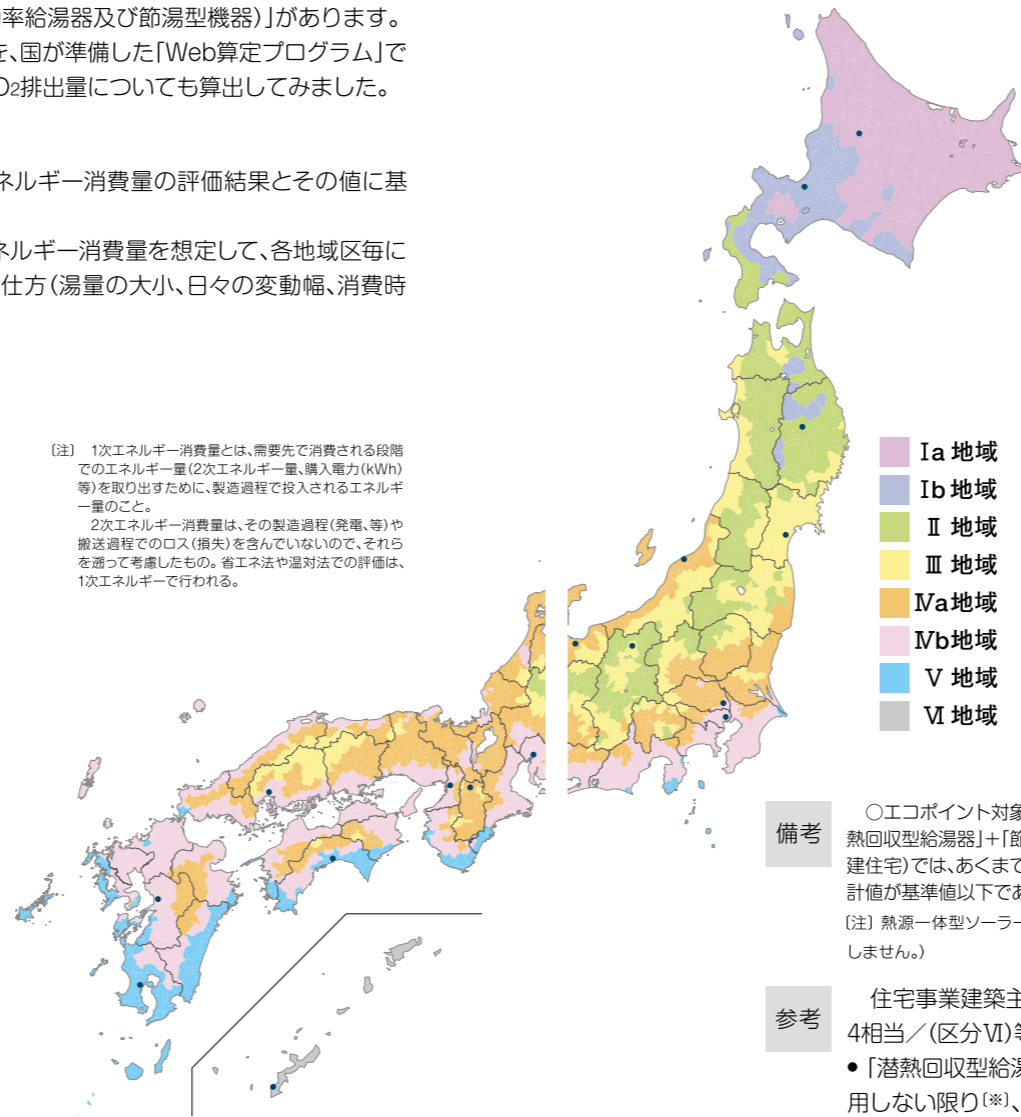 率給湯器及び節湯型機器)」があります。
を、国が準備した「Web算定プログラム」で
O2排出量についても算出してみました。
ネルギー消費量の評価結果とその値に基
ネルギー消費量を想定して、各地域区毎に
仕方(湯量の大小、日々の変動幅、消費時
〔注〕 1次エネルギー消費量とは、需要先で消費される段階
でのエネルギー量(2次エネルギー量、購入電力(kWh)
等)を取り出すために、製造過程で投入されるエネルギ
ー量のこと。
2次エネルギー消費量は、その製造過程(発電、等)や
搬送過程でのロス(損失)を含んでいないので、それら
を遡って考慮したもの。省エネ法や温対法での評価は、
1次エネルギーで行われる。
Ⅰa 地域
Ⅰb 地域
Ⅱ 地域
Ⅲ 地域
Ⅳa地域
Ⅳb地域
Ⅴ 地域
Ⅵ 地域
備考
○エコポイント対象
熱回収型給湯器」+「節
建住宅)では、あくまで
計値が基準値以下であ
〔注〕 熱源一体型ソーラー
しません。)
参考
住宅事業建築主
4相当/(区分Ⅵ)等
●「潜熱回収型給湯
用しない限り〔※〕、